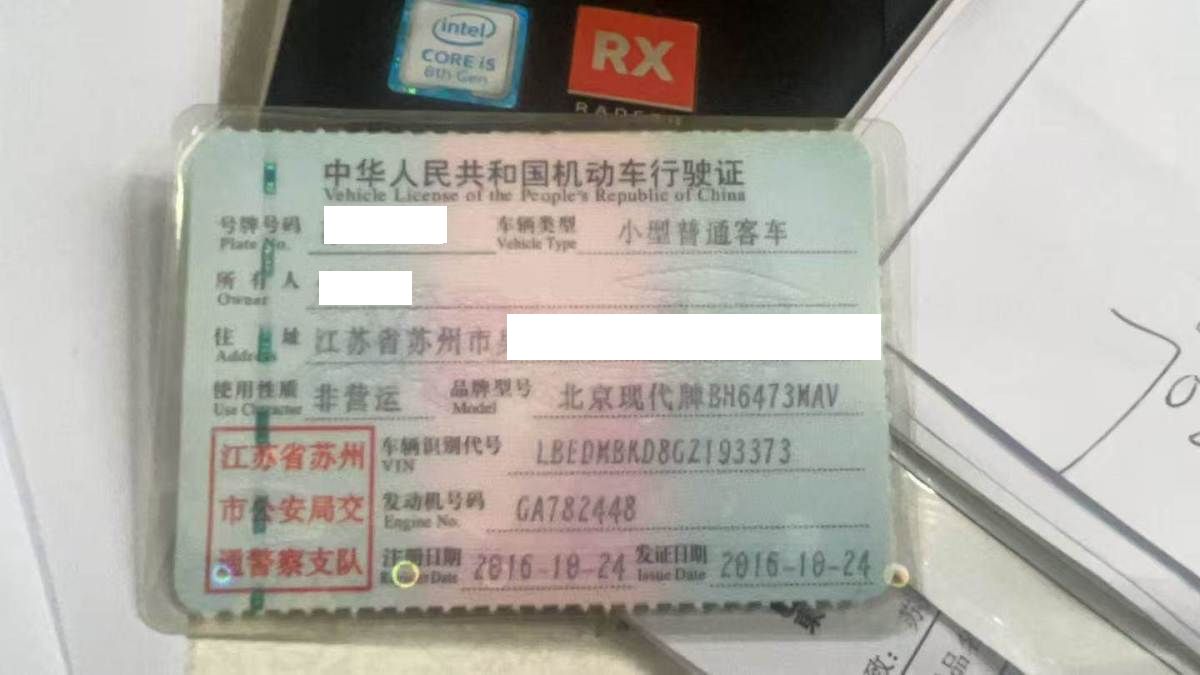 intel
CORE i5
8th Gen
RX
RADEON
中华人民共和国机动车行驶证
Vehicle License of the People's Republic of China
号牌号码
Plate No.
车辆类型 小型普通客车
Vehicle Type
所有人
Owner
住址 江苏省苏州市
Address
使用性质 非营运 品牌型号 北京现代牌BH6473MAV
Use Character Model
江苏省苏州
市公安局交
通警察支队
车辆识别代号 LBEDMBKD8GZ193373
VIN
发动机号码 GA782448
Engine No.
注册日期 2016-10-24 发证日期 2016-10-24
Register Date Issue Date
致：